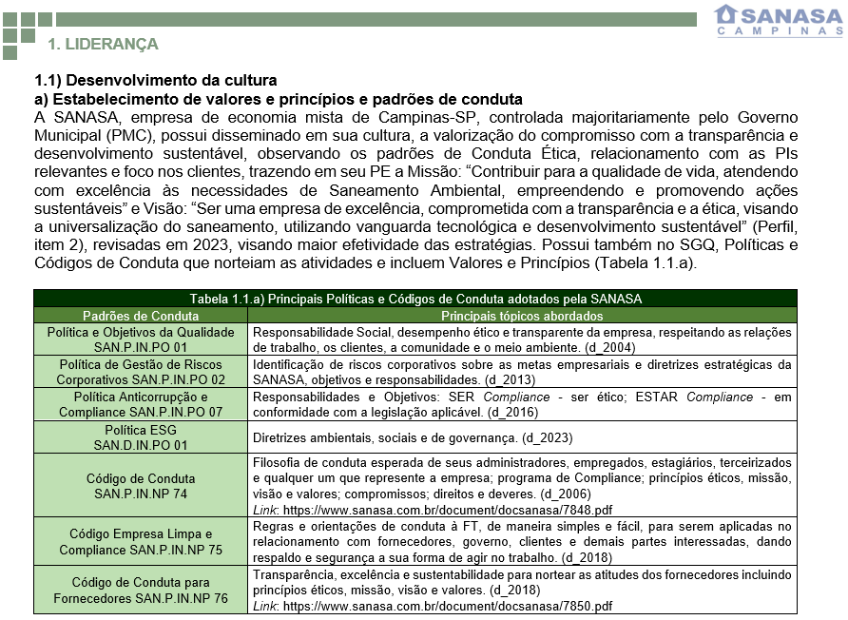 SANASA
CAMPINAS
1. LIDERANÇA
1.1) Desenvolvimento da cultura
a) Estabelecimento de valores e princípios e padrões de conduta
A SANASA, empresa de economia mista de Campinas-SP, controlada majoritariamente pelo Governo
Municipal (PMC), possui disseminado em sua cultura, a valorização do compromisso com a transparência e
desenvolvimento sustentável, observando os padrões de Conduta Ética, relacionamento com as PIs
relevantes e foco nos clientes, trazendo em seu PE a Missão: “Contribuir para a qualidade de vida, atendendo
com excelência às necessidades de Saneamento Ambiental, empreendendo e promovendo ações
sustentáveis” e Visão: “Ser uma empresa de excelência, comprometida com a transparência e a ética, visando
a universalização do saneamento, utilizando vanguarda tecnológica e desenvolvimento sustentável” (Perfil,
item 2), revisadas em 2023, visando maior efetividade das estratégias. Possui também no SGQ, Políticas e
Códigos de Conduta que norteiam as atividades e incluem Valores e Princípios (Tabela 1.1.a).
Tabela 1.1.a) Principais Políticas e Códigos de Conduta adotados pela SANASA
Padrões de Conduta
Principais tópicos abordados
Política e Objetivos da Qualidade
SAN.P.IN.PO 01
Responsabilidade Social, desempenho ético e transparente da empresa, respeitando as relações
de trabalho, os clientes, a comunidade e o meio ambiente. (d_2004)
Política de Gestão de Riscos
Corporativos SAN.P.IN.PO 02
Identificação de riscos corporativos sobre as metas empresariais e diretrizes estratégicas da
SANASA, objetivos e responsabilidades. (d_2013)
Política Anticorrupção e
Compliance SAN.P.IN.PO 07
Responsabilidades e Objetivos: SER Compliance - ser ético; ESTAR Compliance - em
conformidade com a legislação aplicável. (d_2016)
Política ESG
SAN.D.IN.PO 01
Diretrizes ambientais, sociais e de governança. (d_2023)
Código de Conduta
SAN.P.IN.NP 74
Filosofia de conduta esperada de seus administradores, empregados, estagiários, terceirizados
e qualquer um que represente a empresa; programa de Compliance; princípios éticos, missão,
visão e valores; compromissos; direitos e deveres. (d_2006)
Link: https://www.sanasa.com.br/document/docsanasa/7848.pdf
Código Empresa Limpa e
Compliance SAN.P.IN.NP 75
Regras e orientações de conduta à FT, de maneira simples e fácil, para serem aplicadas no
relacionamento com fornecedores, governo, clientes e demais partes interessadas, dando
respaldo e segurança a sua forma de agir no trabalho. (d_2018)
Código de Conduta para
Fornecedores SAN.P.IN.NP 76
Transparência, excelência e sustentabilidade para nortear as atitudes dos fornecedores incluindo
princípios éticos, missão, visão e valores. (d_2018)
Link: https://www.sanasa.com.br/document/docsanasa/7850.pdf